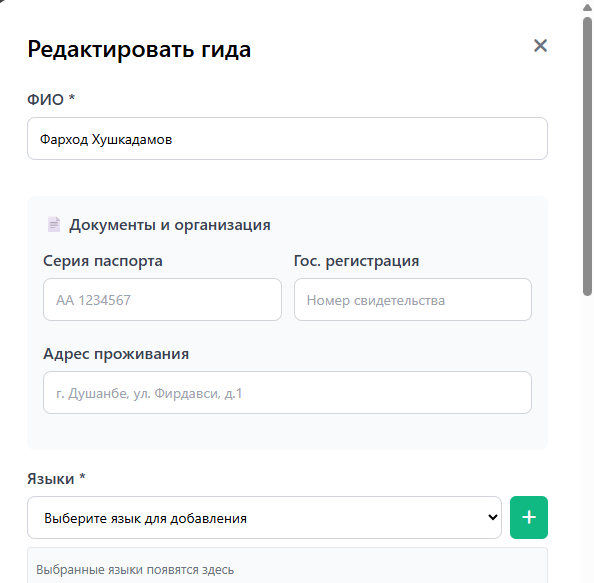 Редактировать гида
ФИО *
Фарход Хушкадамов
Документы и организация
Серия паспорта
Гос. регистрация
АА 1234567
Номер свидетельства
Адрес проживания
г. Душанбе, ул. Фирдавси, д.1
Языки *
Выберите язык для добавления
Выбранные языки появятся здесь